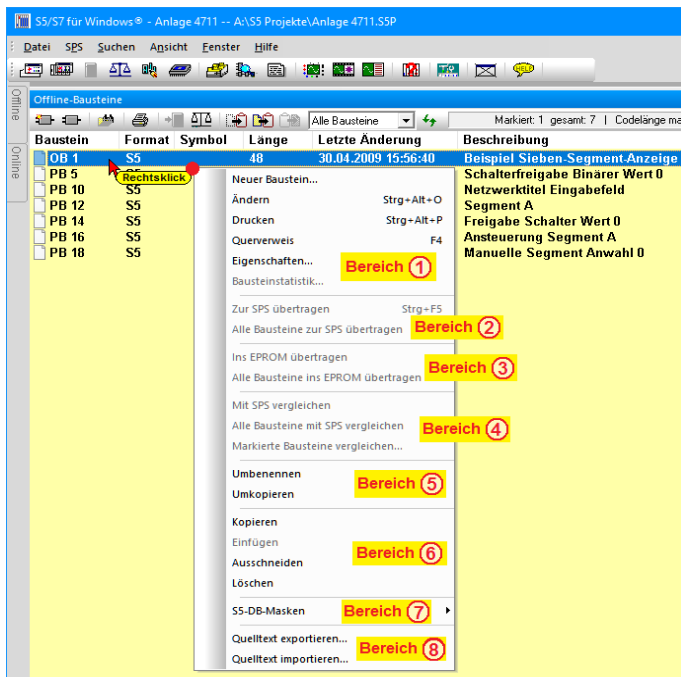 S5/S7 für Windows® - Anlage 4711 -- A:\S5 Projekte\Anlage 4711.S5P
Datei SPS Suchen Ansicht Fenster Hilfe
HELP
Offline
Online
Offline-Bausteine
Alle Bausteine
Markiert: 1 gesamt: 7 | Codelänge ma
Baustein Format Symbol Länge Letzte Änderung Beschreibung
OB 1 S5 48 30.04.2009 15:56:40 Beispiel Sieben-Segment-Anzeige
PB 5 Schalterfreigabe Binärer Wert 0
PB 10 S5 Netzwerktitel Eingabefeld
PB 12 S5 Segment A
PB 14 S5 Freigabe Schalter Wert 0
PB 16 S5 Ansteuerung Segment A
PB 18 S5 Manuelle Segment Anwahl 0
Rechtsklick
Neuer Baustein...
Ändern Strg+Alt+O
Drucken Strg+Alt+P
Querverweis F4
Eigenschaften...
Bereich 1
Bausteinstatistik...
Zur SPS übertragen Strg+F5
Alle Bausteine zur SPS übertragen
Bereich 2
Ins EPROM übertragen
Bereich 3
Alle Bausteine ins EPROM übertragen
Mit SPS vergleichen
Alle Bausteine mit SPS vergleichen
Bereich 4
Markierte Bausteine vergleichen...
Umbenennen
Bereich 5
Umkopieren
Kopieren
Einfügen
Bereich 6
Ausschneiden
Löschen
S5-DB-Masken
Bereich 7
Quelltext exportieren...
Bereich 8
Quelltext importieren...